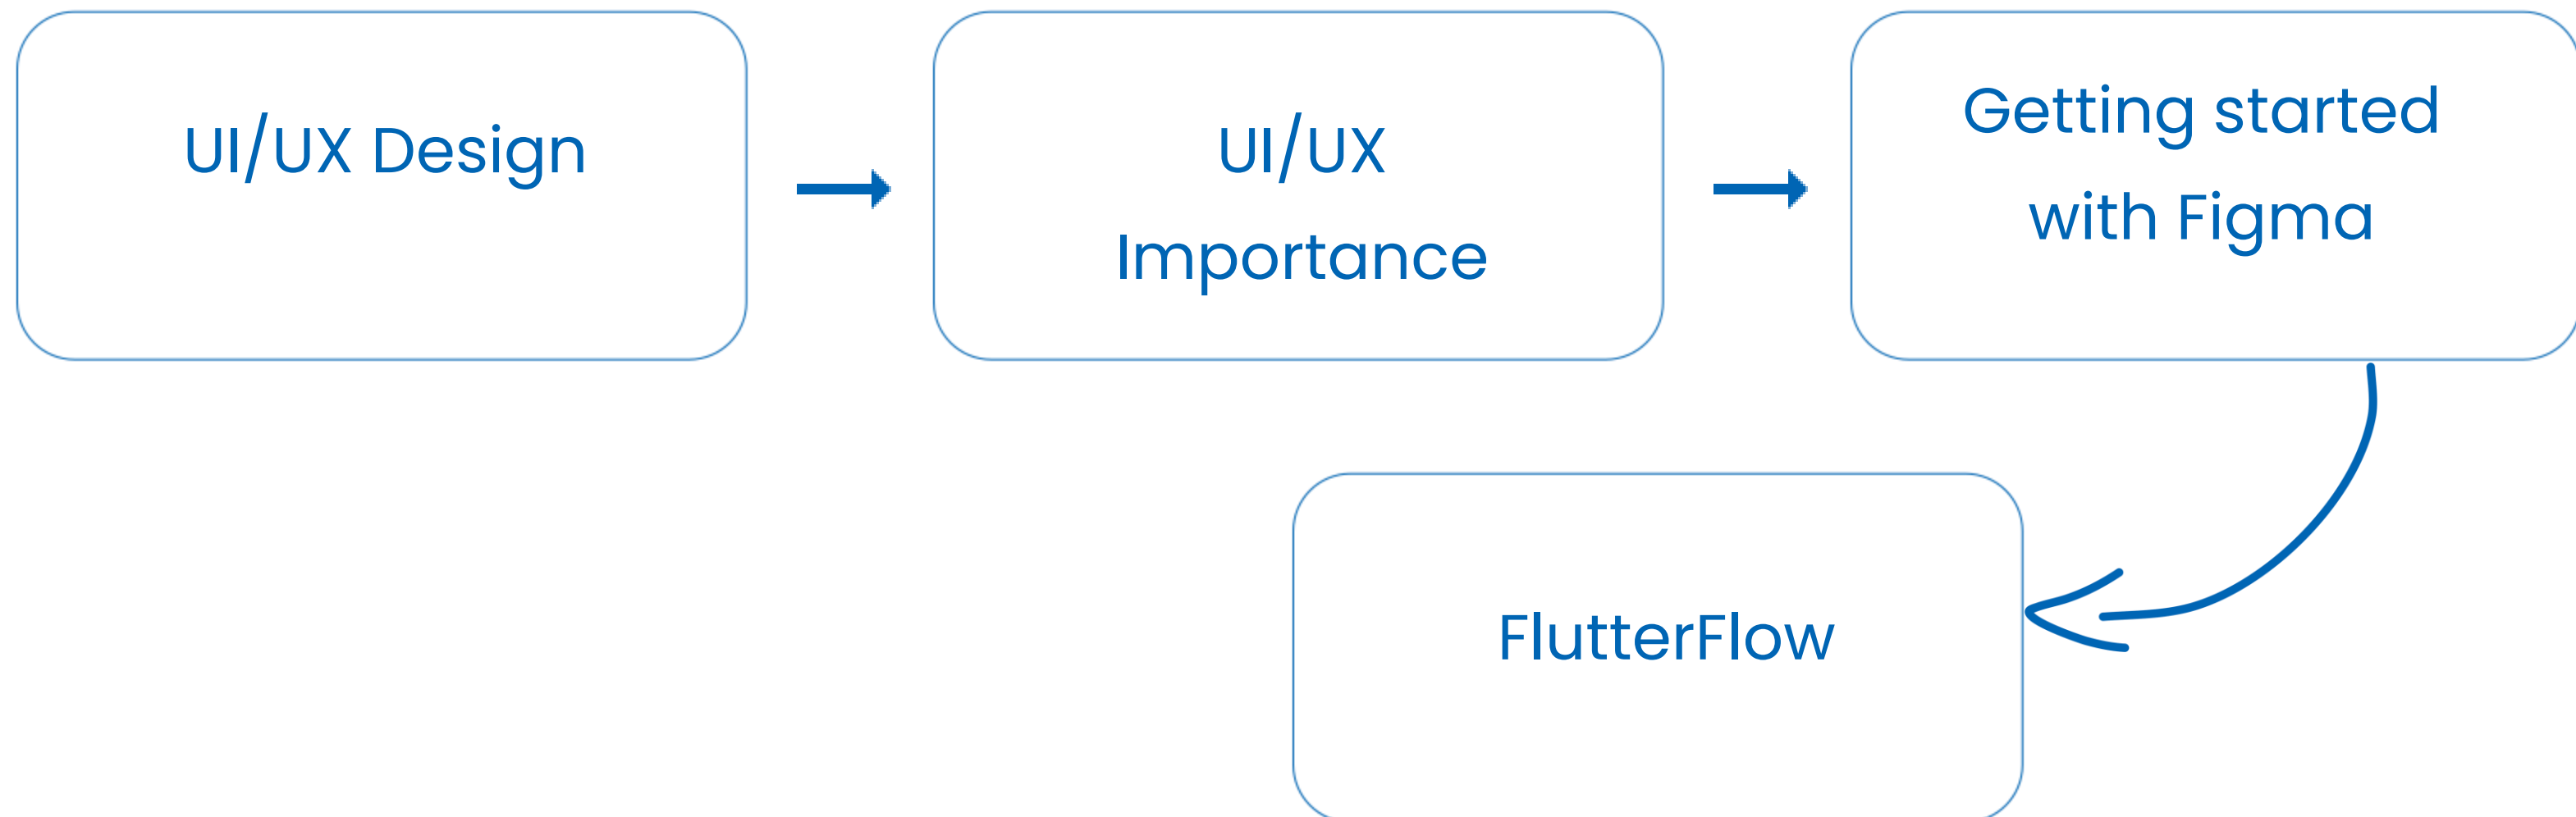 UI/UX Design
UI/UX
Importance
Getting started
with Figma
FlutterFlow